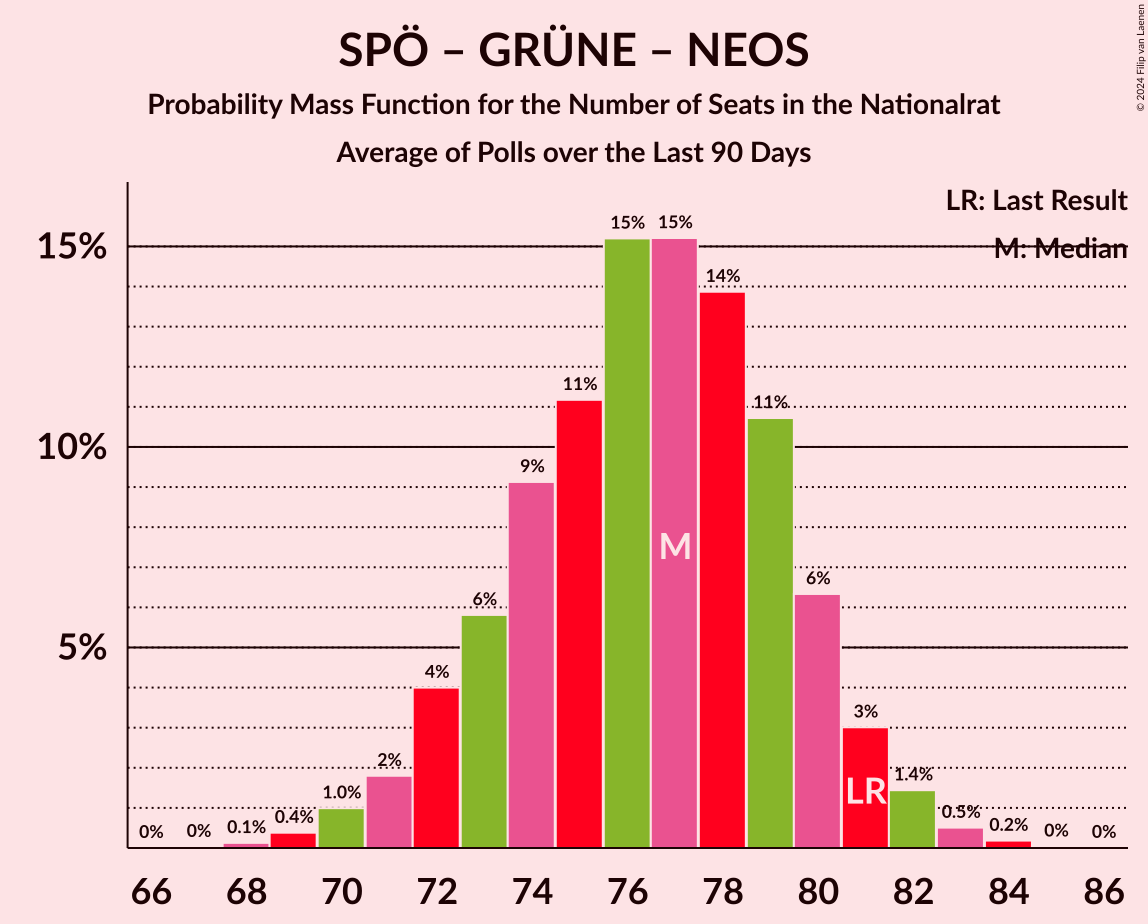 SPÖ – GRÜNE – NEOS
Probability Mass Function for the Number of Seats in the Nationalrat
Average of Polls over the Last 90 Days
© 2024 Filip van Laenen
LR: Last Result
M: Median
15%
10%
5%
0%
0%
0.1%
0.4%
1.0%
2%
4%
6%
9%
11%
15%
15%
14%
11%
6%
3%
1.4%
0.5%
0.2%
0%
0%
M
LR
66 68 70 72 74 76 78 80 82 84 86